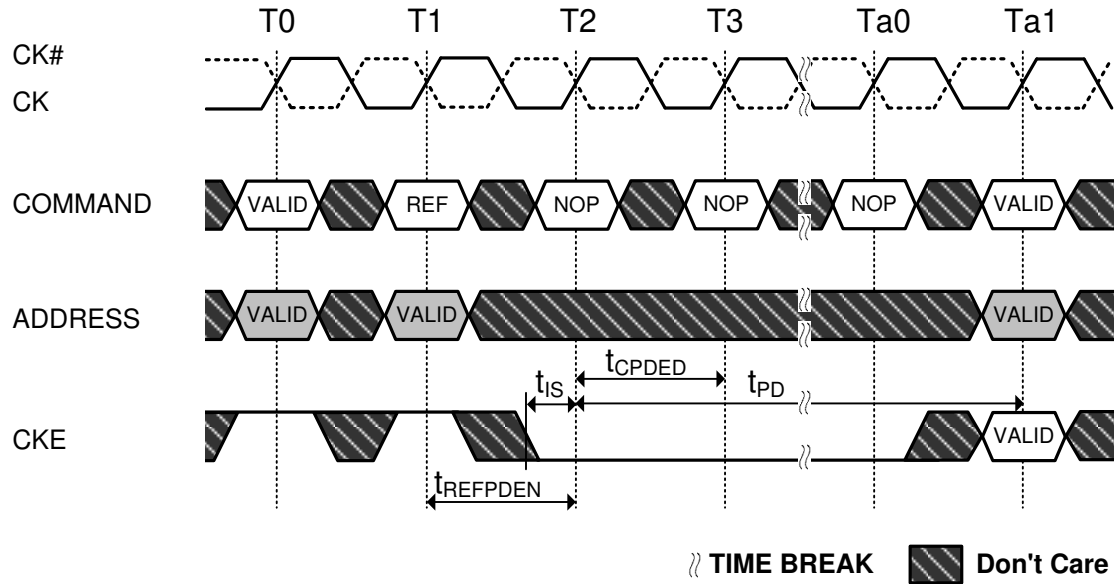 T0 T1 T2 T3 Ta0 Ta1
CK#
CK
COMMAND VALID REF NOP NOP NOP VALID
ADDRESS VALID VALID VALID
tIS tCPDED tPD
CKE VALID
tREFPDEN
TIME BREAK Don't Care